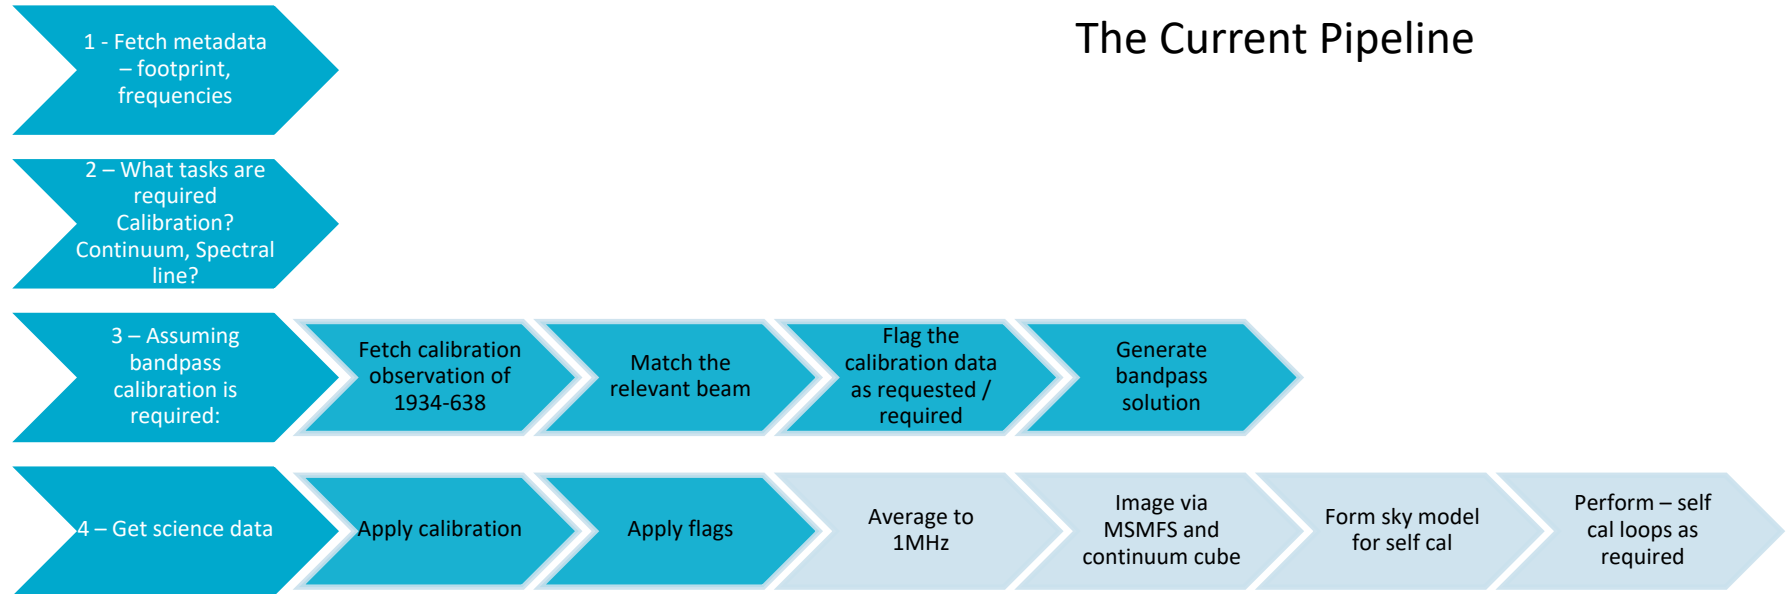 The Current Pipeline
1 - Fetch metadata
– footprint,
frequencies
2 – What tasks are
required
Calibration?
Continuum, Spectral
line?
3 – Assuming
bandpass
calibration is
required:
Fetch calibration
observation of
1934-638
Match the
relevant beam
Flag the
calibration data
as requested /
required
Generate
bandpass
solution
4 – Get science data
Apply calibration
Apply flags
Average to
1MHz
Image via
MSMFS and
continuum cube
Form sky model
for self cal
Perform – self
cal loops as
required